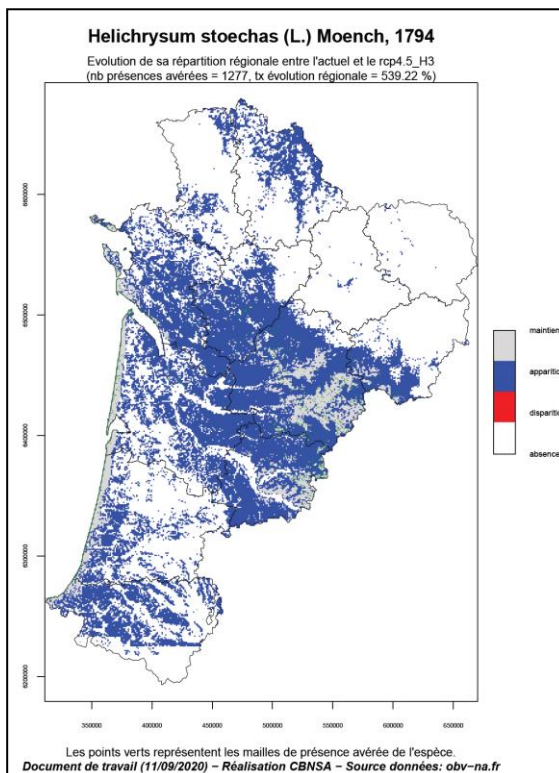 Helichrysum stoechas (L.) Moench, 1794
Evolution de sa répartition régionale entre l'actuel et le rcp4.5_H3
(nb présences avérées = 1277, tx évolution régionale = 539.22 %)
6600000
6500000
6400000
6300000
6200000
maintien
apparitio
disparitio
absence
350000 400000 450000 500000 550000 600000 650000
Les points verts représentent les mailles de présence avérée de l'espèce.
Document de travail (11/09/2020) − Réalisation CBNSA − Source données: obv−na.fr